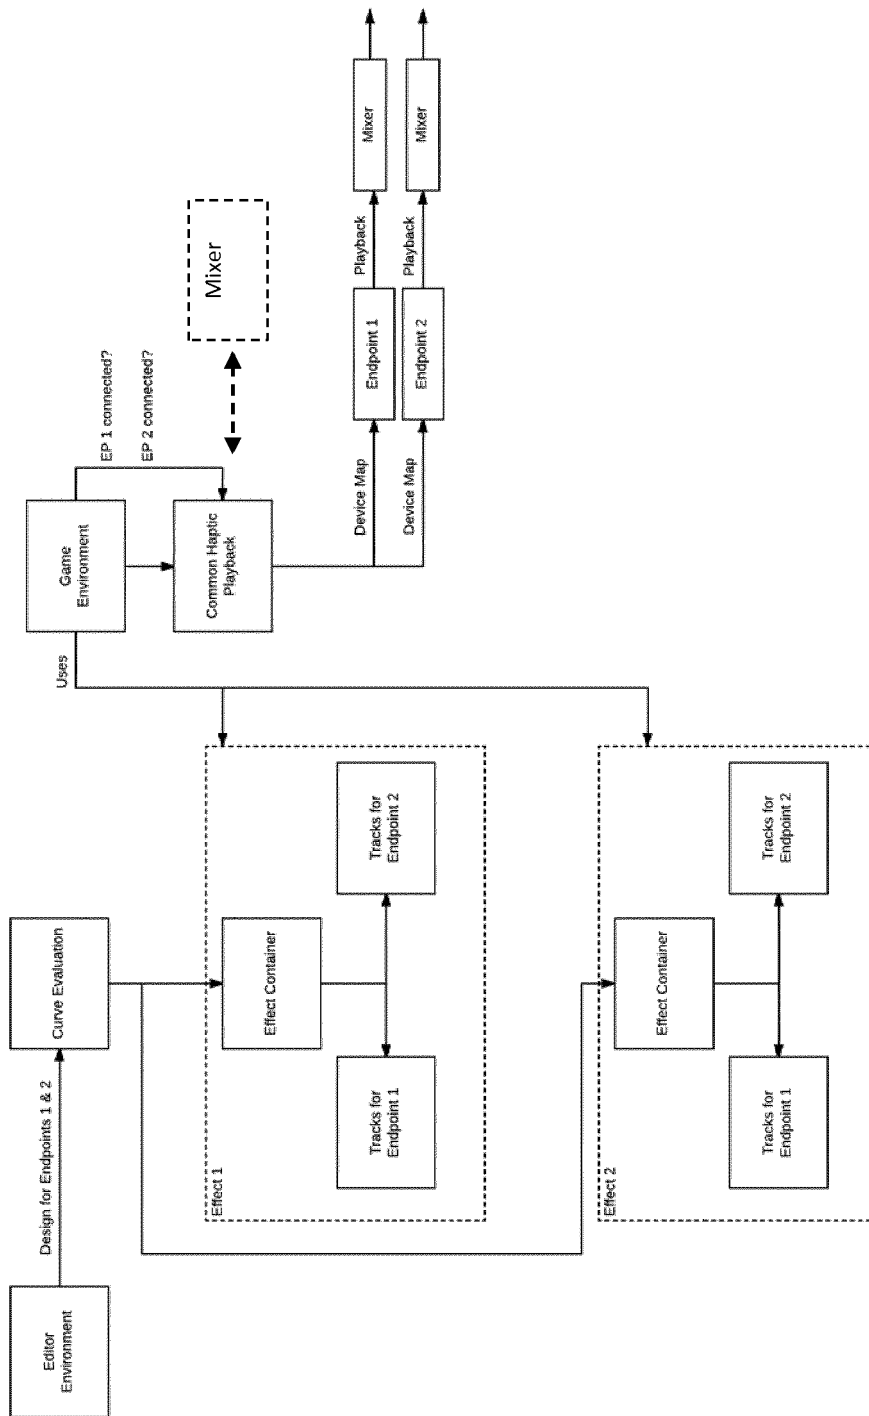 Editor
Environment
Design for Endpoints 1 & 2
Curve Evaluation
Effect 1
Effect Container
Tracks for
Endpoint 1
Tracks for
Endpoint 2
Effect 2
Effect Container
Tracks for
Endpoint 1
Tracks for
Endpoint 2
Uses
Game
Environment
EP 1 connected?
EP 2 connected?
Common Haptic
Playback
Mixer
Device Map
Endpoint 1
Playback
Mixer
Device Map
Endpoint 2
Playback
Mixer